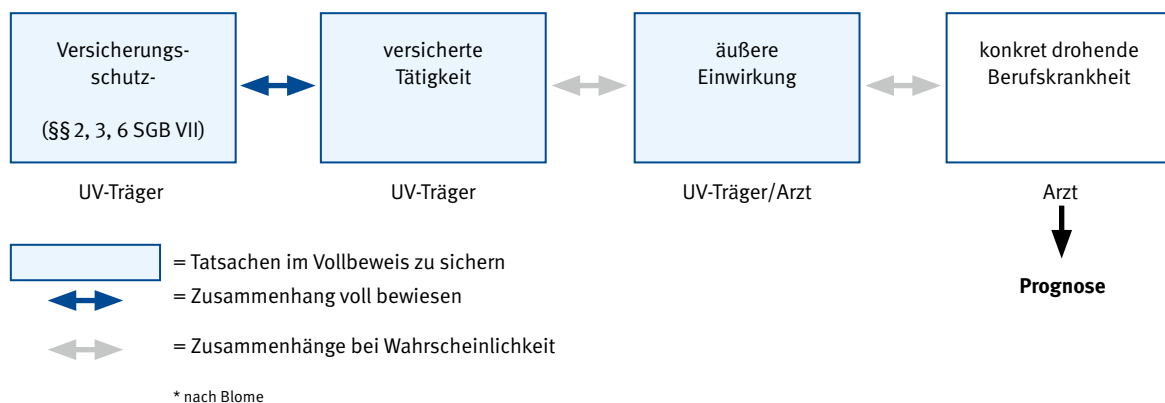 Versicherungs-
schutz-
(§§ 2, 3, 6 SGB VII)
versicherte
Tätigkeit
äußere
Einwirkung
konkret drohende
Berufskrankheit
UV-Träger
UV-Träger
UV-Träger/Arzt
Arzt
Prognose
= Tatsachen im Vollbeweis zu sichern
= Zusammenhang voll bewiesen
= Zusammenhänge bei Wahrscheinlichkeit
* nach Blome